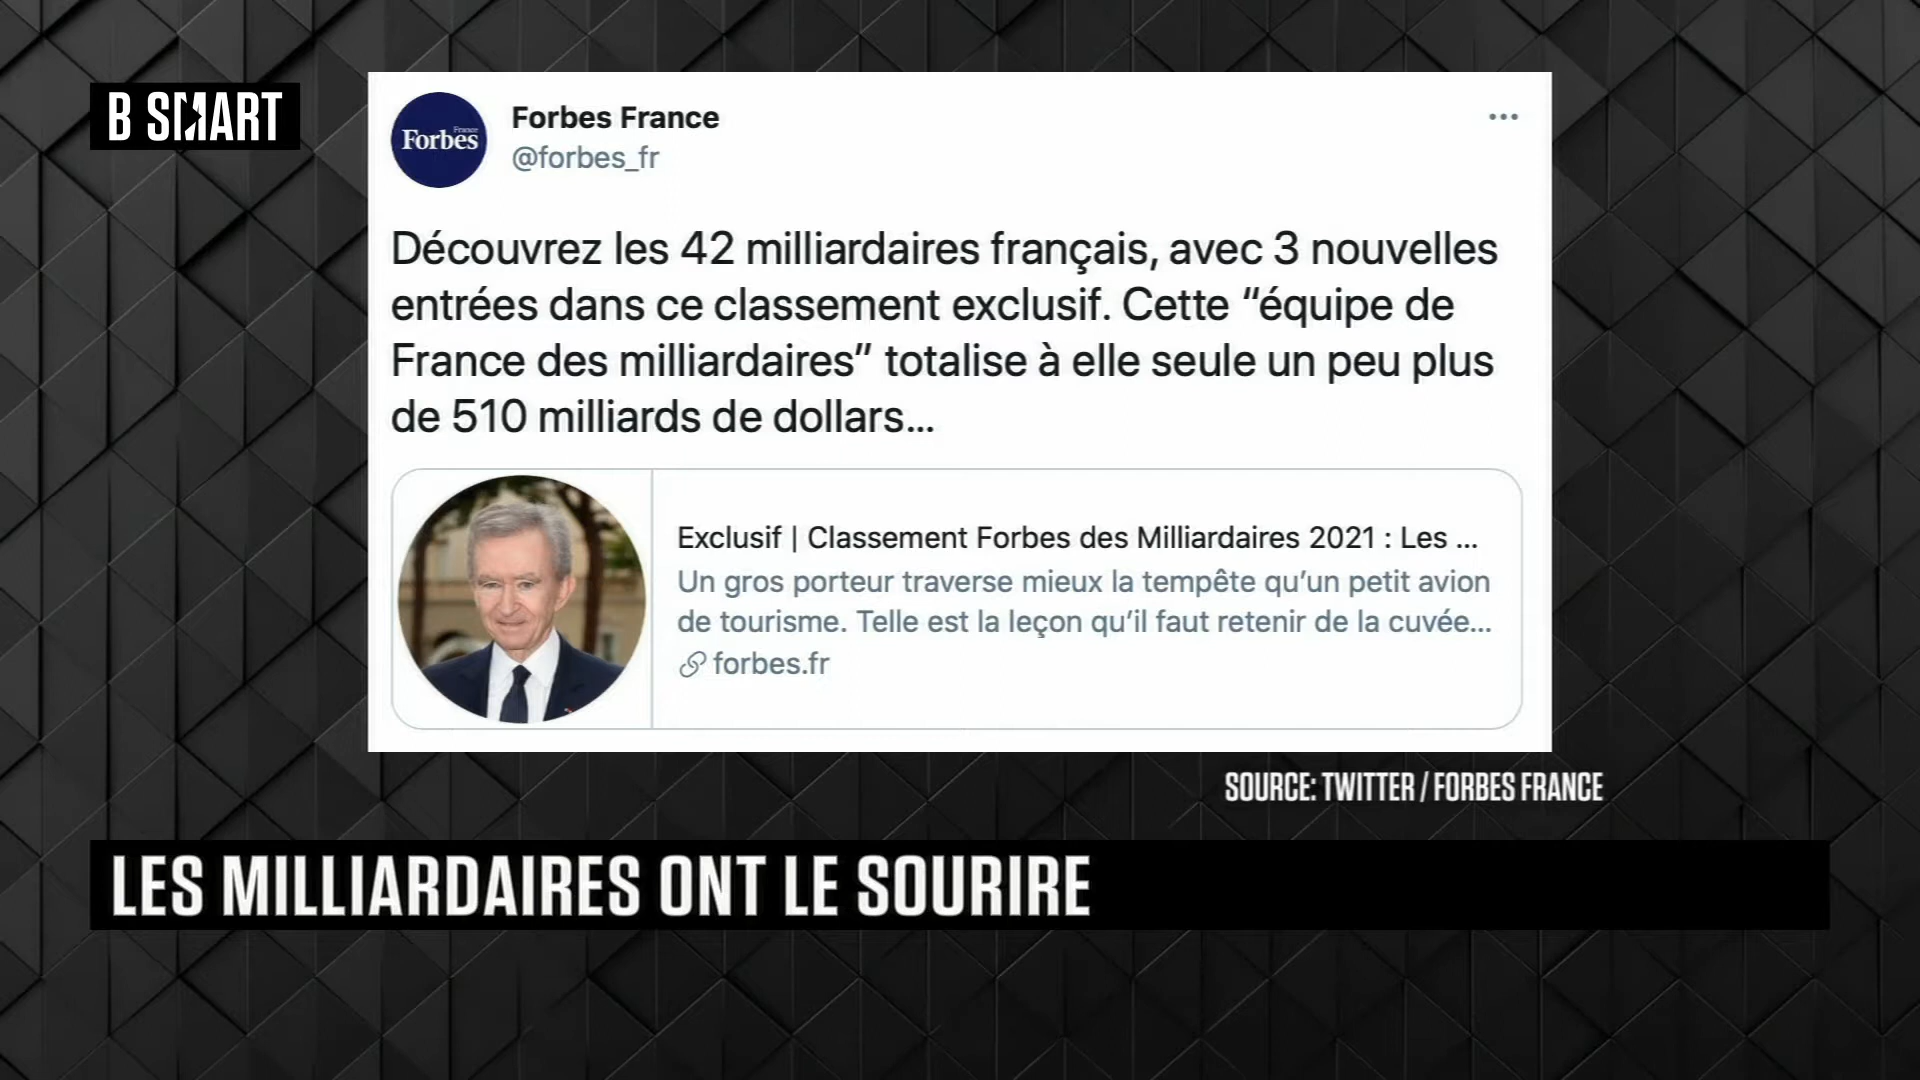 B SMART
Forbes France
Forbes France
@forbes_fr
Découvrez les 42 milliardaires français, avec 3 nouvelles
entrées dans ce classement exclusif. Cette “équipe de
France des milliardaires” totalise à elle seule un peu plus
de 510 milliards de dollars...
Exclusif | Classement Forbes des Milliardaires 2021 : Les ...
Un gros porteur traverse mieux la tempête qu’un petit avion
de tourisme. Telle est la leçon qu’il faut retenir de la cuvée...
forbes.fr
SOURCE: TWITTER / FORBES FRANCE
LES MILLIARDAIRES ONT LE SOURIRE